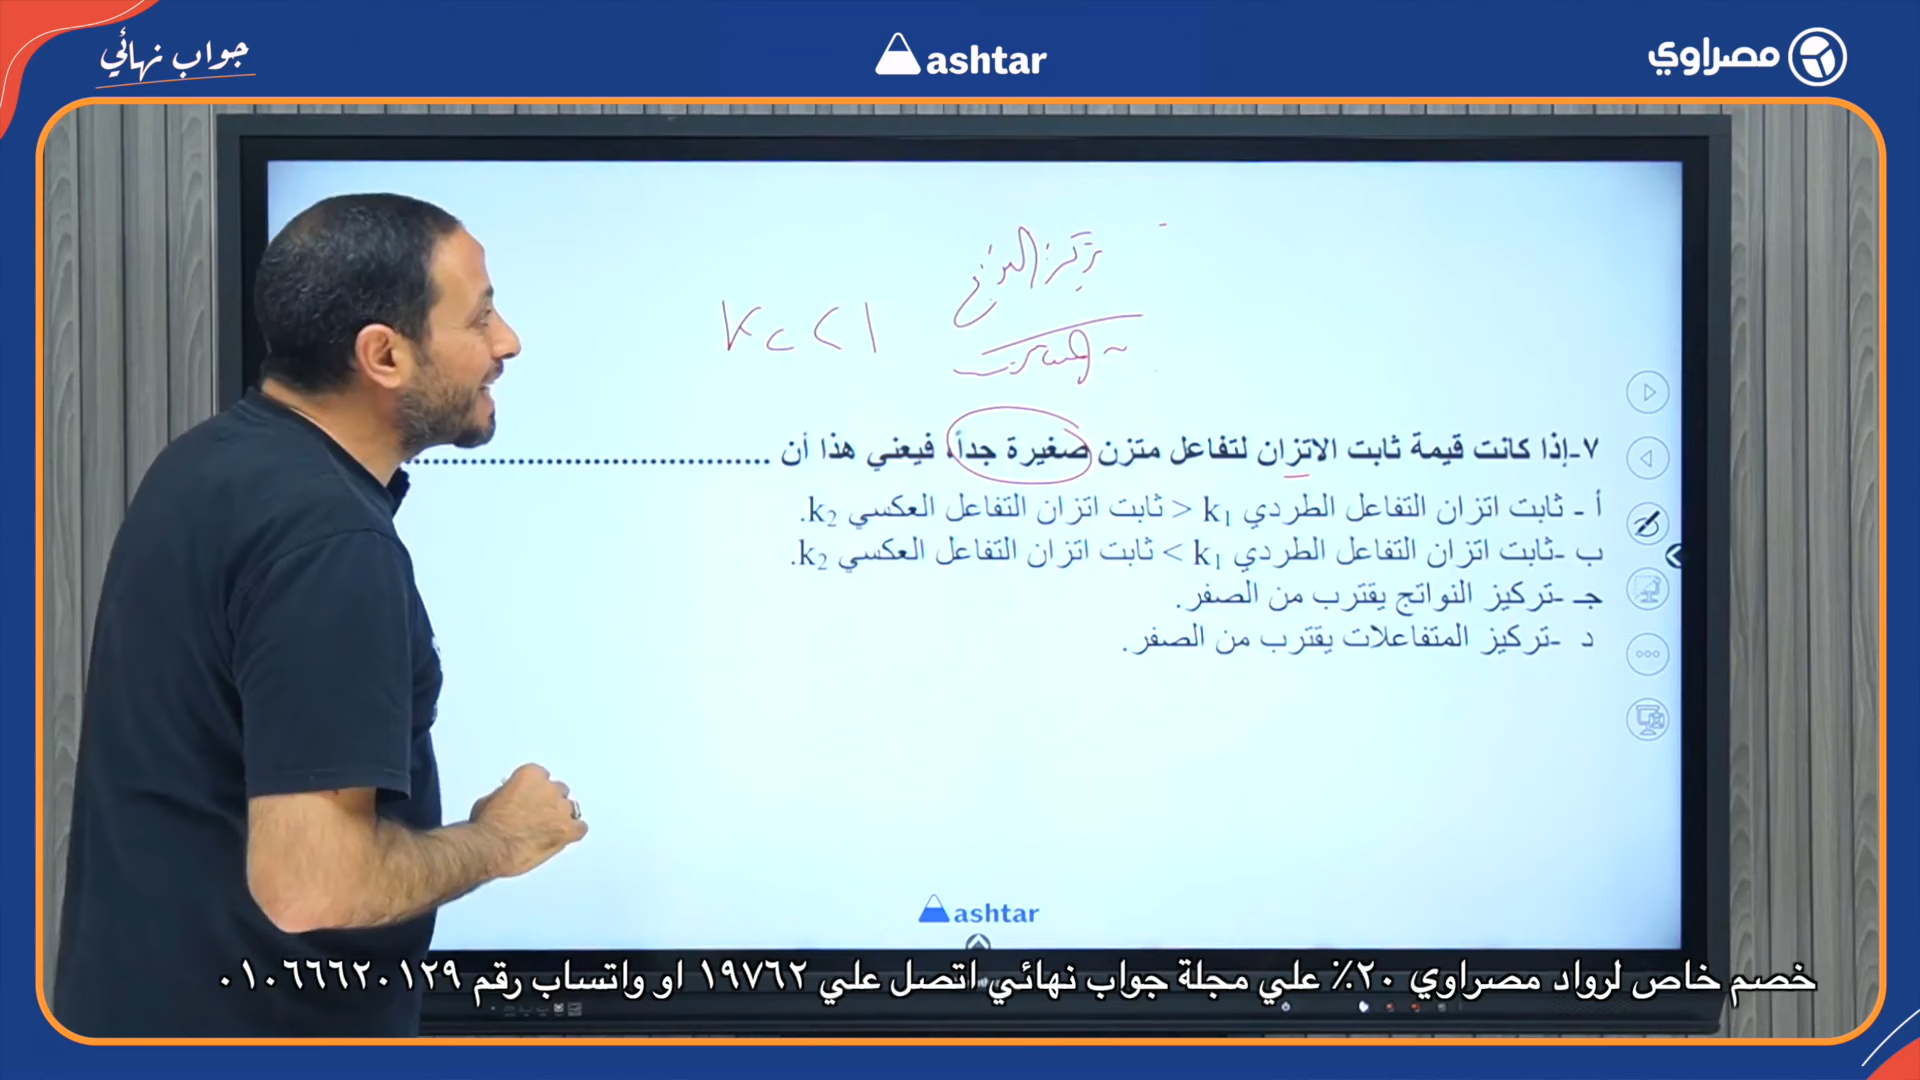 جواب نهائي
ashtar
مصراوي
تركيز النواتج
Kc < 1
٧-إذا كانت قيمة ثابت الاتزان لتفاعل متزن صغيرة جداً، فيعني هذا أن ......................................
أ - ثابت اتزان التفاعل الطردي k₁ > ثابت اتزان التفاعل العكسي k₂.
ب -ثابت اتزان التفاعل الطردي k₁ < ثابت اتزان التفاعل العكسي k₂.
جـ -تركيز النواتج يقترب من الصفر.
د -تركيز المتفاعلات يقترب من الصفر.
ashtar
خصم خاص لرواد مصراوي ٢٠٪ علي مجلة جواب نهائي اتصل علي ١٩٧٦٢ او واتساب رقم ٠١٠٦٦٦٢٠١٢٩